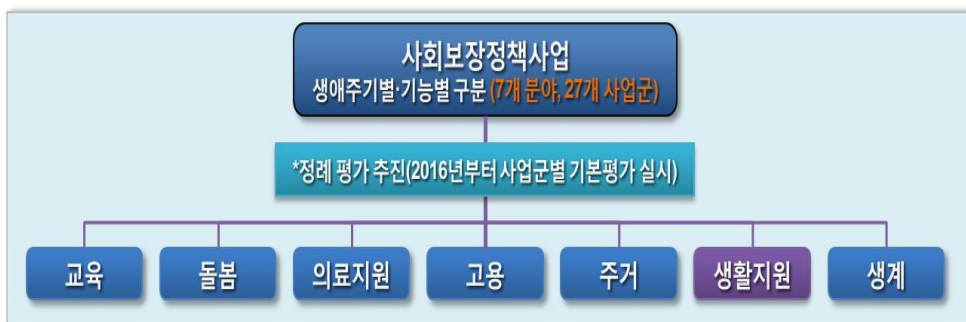 사회보장정책사업
생애주기별·기능별 구분 (7개 분야, 27개 사업군)
*정례 평가 추진(2016년부터 사업군별 기본평가 실시)
교육 돌봄 의료지원 고용 주거 생활지원 생계